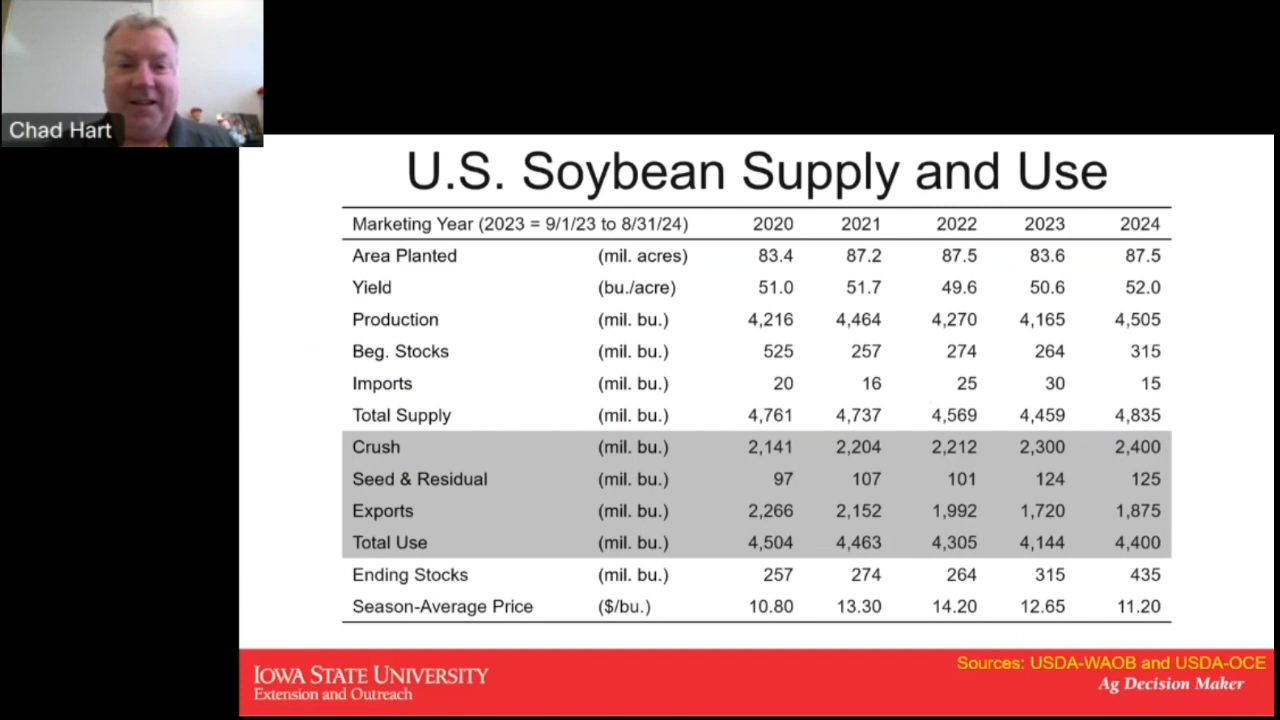 Chad Hart
U.S. Soybean Supply and Use
Marketing Year (2023 = 9/1/23 to 8/31/24) 2020 2021 2022 2023 2024
Area Planted (mil. acres) 83.4 87.2 87.5 83.6 87.5
Yield (bu./acre) 51.0 51.7 49.6 50.6 52.0
Production (mil. bu.) 4,216 4,464 4,270 4,165 4,505
Beg. Stocks (mil. bu.) 525 257 274 264 315
Imports (mil. bu.) 20 16 25 30 15
Total Supply (mil. bu.) 4,761 4,737 4,569 4,459 4,835
Crush (mil. bu.) 2,141 2,204 2,212 2,300 2,400
Seed & Residual (mil. bu.) 97 107 101 124 125
Exports (mil. bu.) 2,266 2,152 1,992 1,720 1,875
Total Use (mil. bu.) 4,504 4,463 4,305 4,144 4,400
Ending Stocks (mil. bu.) 257 274 264 315 435
Season-Average Price ($/bu.) 10.80 13.30 14.20 12.65 11.20
Sources: USDA-WAOB and USDA-OCE
IOWA STATE UNIVERSITY
Extension and Outreach
Ag Decision Maker